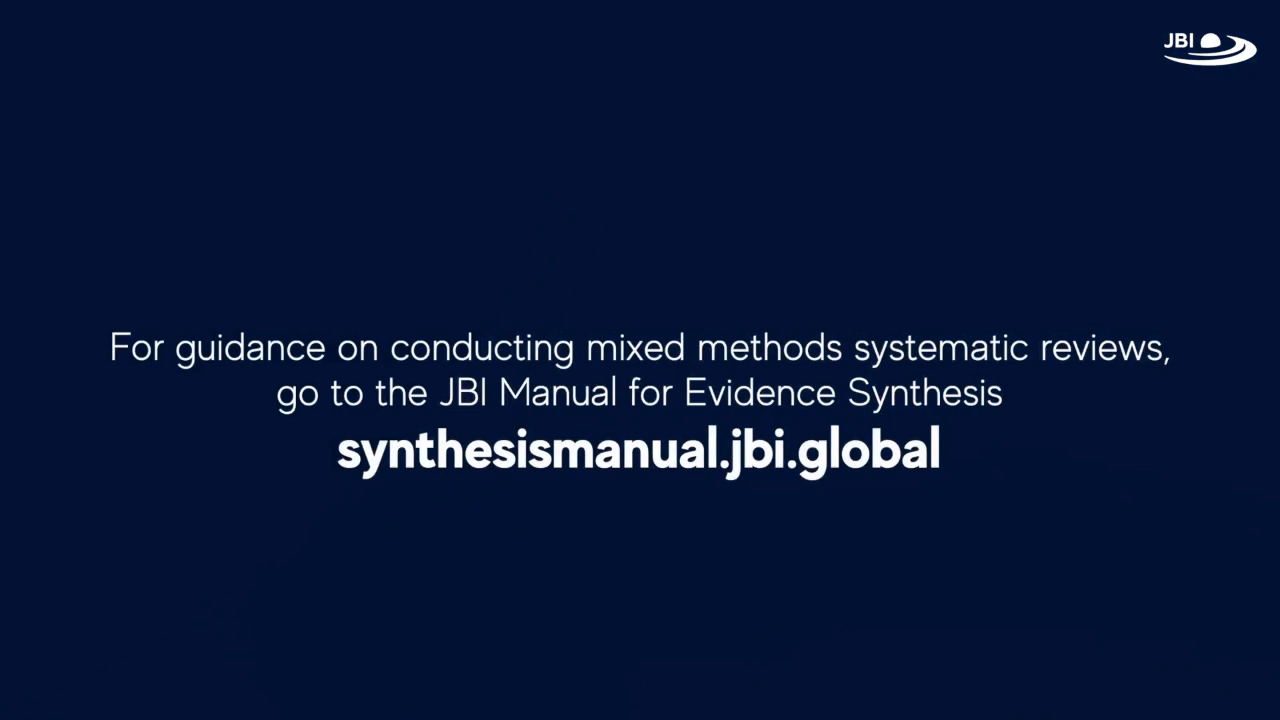 JBI
For guidance on conducting mixed methods systematic reviews,
go to the JBI Manual for Evidence Synthesis
synthesismanual.jbi.global